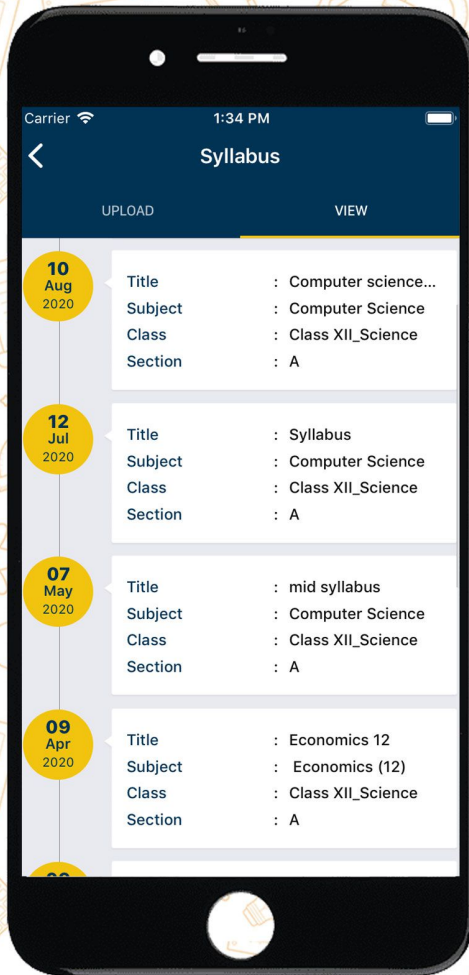 Carrier 1:34 PM
Syllabus
UPLOAD VIEW
10
Aug
2020
Title : Computer science...
Subject : Computer Science
Class : Class XII_Science
Section : A
12
Jul
2020
Title : Syllabus
Subject : Computer Science
Class : Class XII_Science
Section : A
07
May
2020
Title : mid syllabus
Subject : Computer Science
Class : Class XII_Science
Section : A
09
Apr
2020
Title : Economics 12
Subject : Economics (12)
Class : Class XII_Science
Section : A